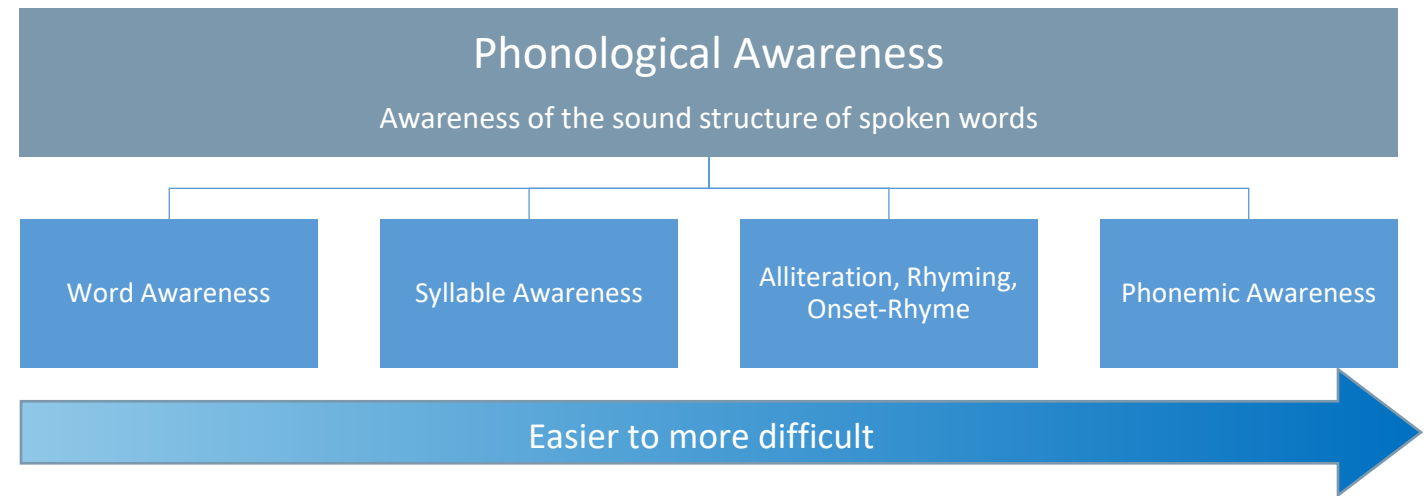 Phonological Awareness
Awareness of the sound structure of spoken words
Word Awareness
Syllable Awareness
Alliteration, Rhyming,
Onset-Rhyme
Phonemic Awareness
Easier to more difficult